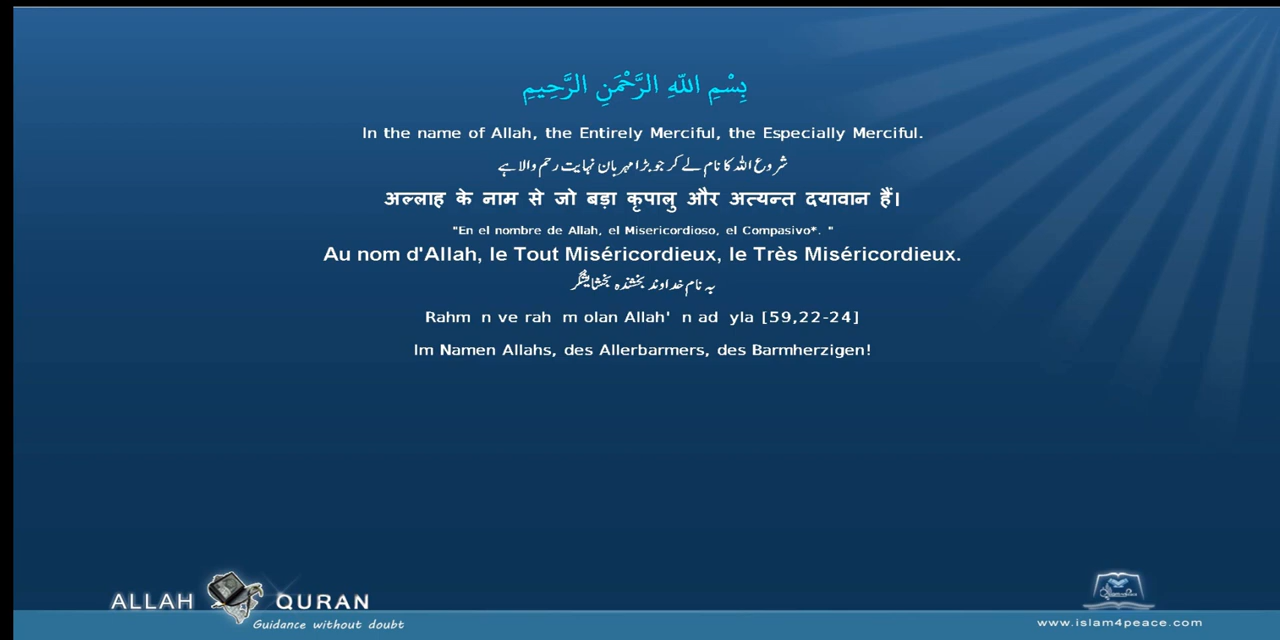 بِسْمِ اللَّهِ الرَّحْمَنِ الرَّحِيمِ
In the name of Allah, the Entirely Merciful, the Especially Merciful.
شروع الله کا نام لے کر جو بڑا مہربان نہایت رحم والا ہے
अल्लाह के नाम से जो बड़ा कृपालु और अत्यन्त दयावान हैं।
"En el nombre de Allah, el Misericordioso, el Compasivo*. "
Au nom d'Allah, le Tout Miséricordieux, le Très Miséricordieux.
به نام خداوند بخشنده بخشایشگر
Rahm n ve rah m olan Allah' n ad yla [59,22-24]
Im Namen Allahs, des Allerbarmers, des Barmherzigen!
ALLAH QURAN
Guidance without doubt
www.islam4peace.com